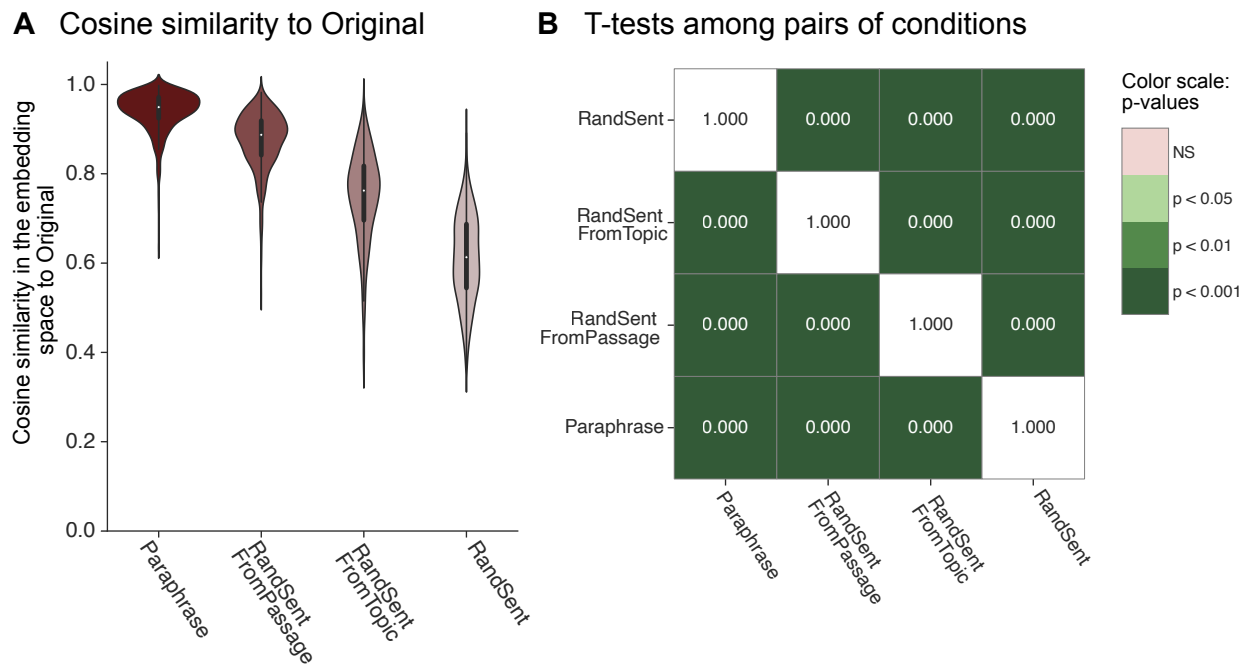 A Cosine similarity to Original
Cosine similarity in the embedding
space to Original
1.0
0.8
0.6
0.4
0.2
0.0
Paraphrase
RandSent
FromPassage
RandSent
FromTopic
RandSent
B T-tests among pairs of conditions
RandSent
1.000 0.000 0.000 0.000
RandSent
FromTopic
0.000 1.000 0.000 0.000
RandSent
FromPassage
0.000 0.000 1.000 0.000
Paraphrase
0.000 0.000 0.000 1.000
Paraphrase
RandSent
FromPassage
RandSent
FromTopic
RandSent
Color scale:
p-values
NS
p < 0.05
p < 0.01
p < 0.001